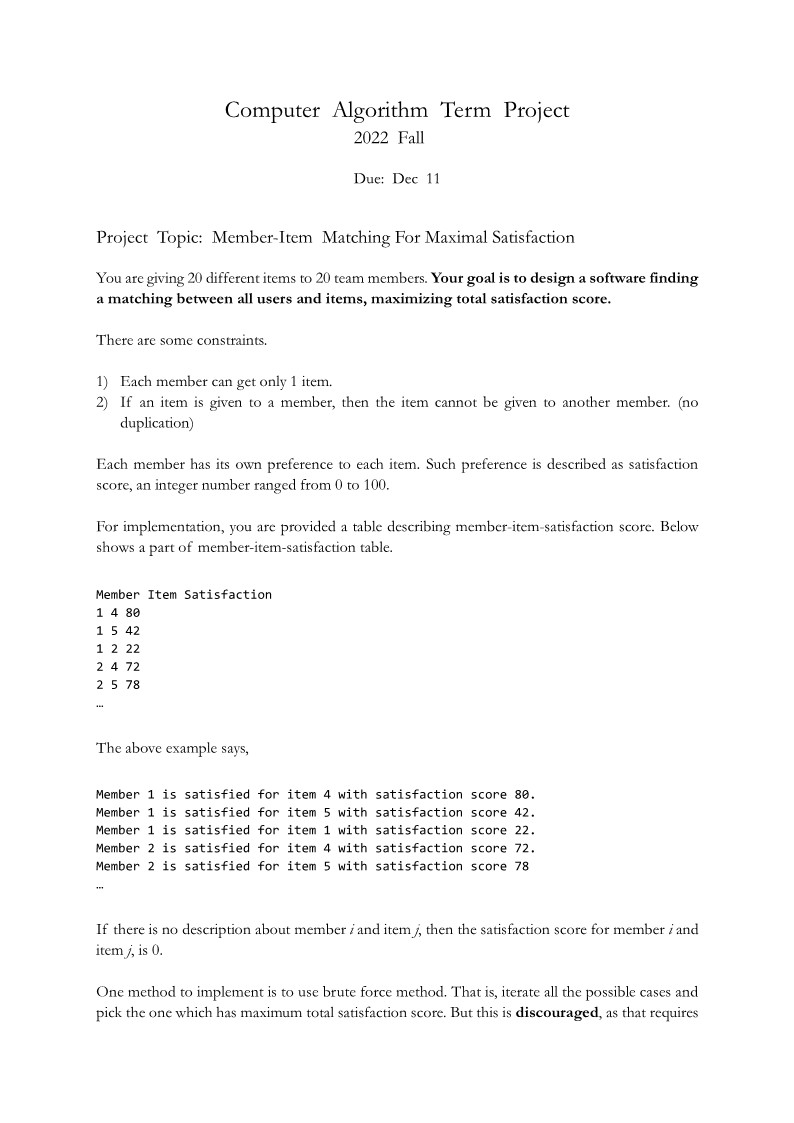 Computer Algorithm Term Project
2022 Fall
Due: Dec 11
Project Topic: Member-Item Matching For Maximal Satisfaction
You are giving 20 different items to 20 team members. Your goal is to design a software finding
a matching between all users and items, maximizing total satisfaction score.
There are some constraints.
1) Each member can get only 1 item.
2) If an item is given to a member, then the item cannot be given to another member. (no
duplication)
Each member has its own preference to each item. Such preference is described as satisfaction
score, an integer number ranged from 0 to 100.
For implementation, you are provided a table describing member-item-satisfaction score. Below
shows a part of member-item-satisfaction table.
Member Item Satisfaction
1 4 80
1 5 42
1 2 22
2 4 72
2 5 78
…
The above example says,
Member 1 is satisfied for item 4 with satisfaction score 80.
Member 1 is satisfied for item 5 with satisfaction score 42.
Member 1 is satisfied for item 1 with satisfaction score 22.
Member 2 is satisfied for item 4 with satisfaction score 72.
Member 2 is satisfied for item 5 with satisfaction score 78
…
If there is no description about member i and item j, then the satisfaction score for member i and
item j, is 0.
One method to implement is to use brute force method. That is, iterate all the possible cases and
pick the one which has maximum total satisfaction score. But this is discouraged, as that requires